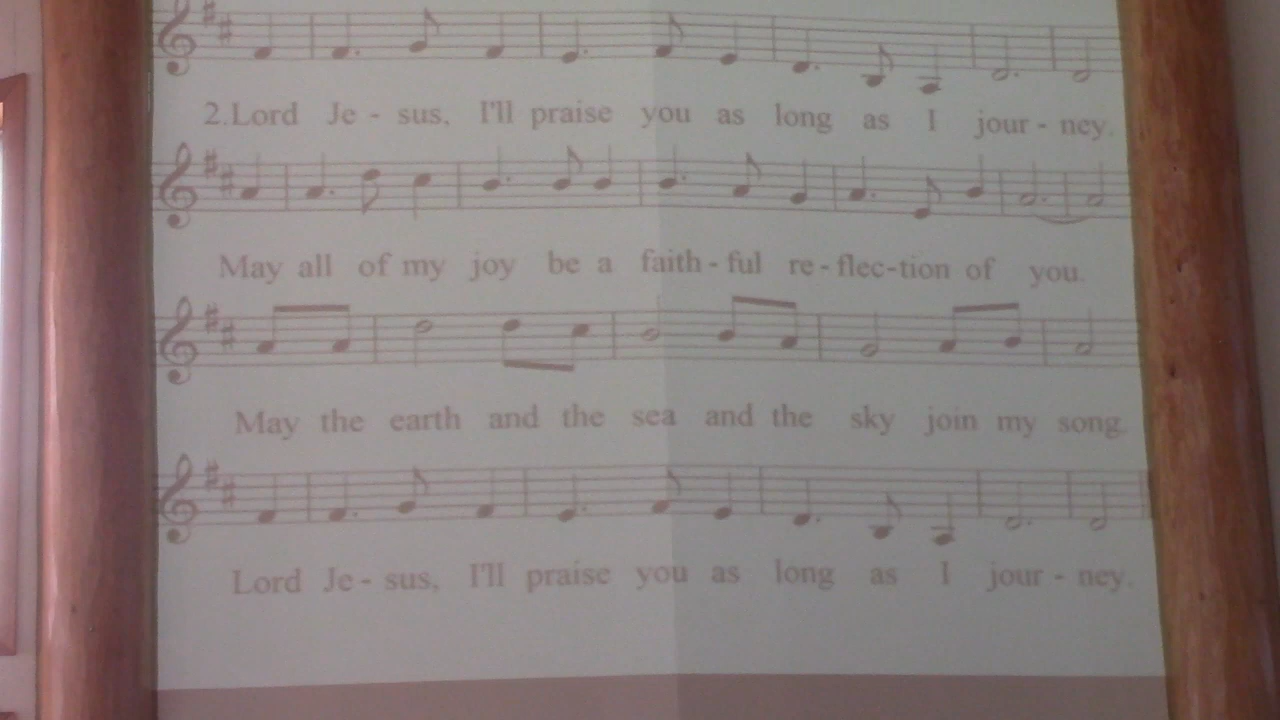 2.Lord Je - sus, I'll praise you as long as I jour - ney.
May all of my joy be a faith - ful re - flec - tion of you.
May the earth and the sea and the sky join my song.
Lord Je - sus, I'll praise you as long as I jour - ney.